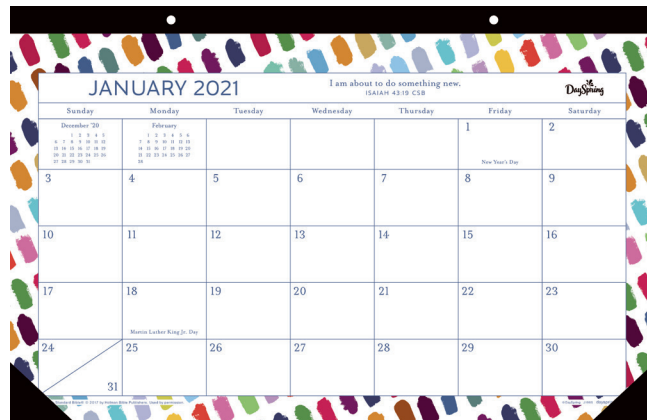 JANUARY 2021
I am about to do something new.
ISAIAH 43:19 CSB
DaySpring
Sunday Monday Tuesday Wednesday Thursday Friday Saturday
December '20 February
1 2 3 4 5 1 2 3 4 5 6
6 7 8 9 10 11 12 7 8 9 10 11 12 13
13 14 15 16 17 18 19 14 15 16 17 18 19 20
20 21 22 23 24 25 26 21 22 23 24 25 26 27
27 28 29 30 31 28
1 2
New Year's Day
3 4 5 6 7 8 9
10 11 12 13 14 15 16
17 18 19 20 21 22 23
Martin Luther King Jr. Day
24 25 26 27 28 29 30
31